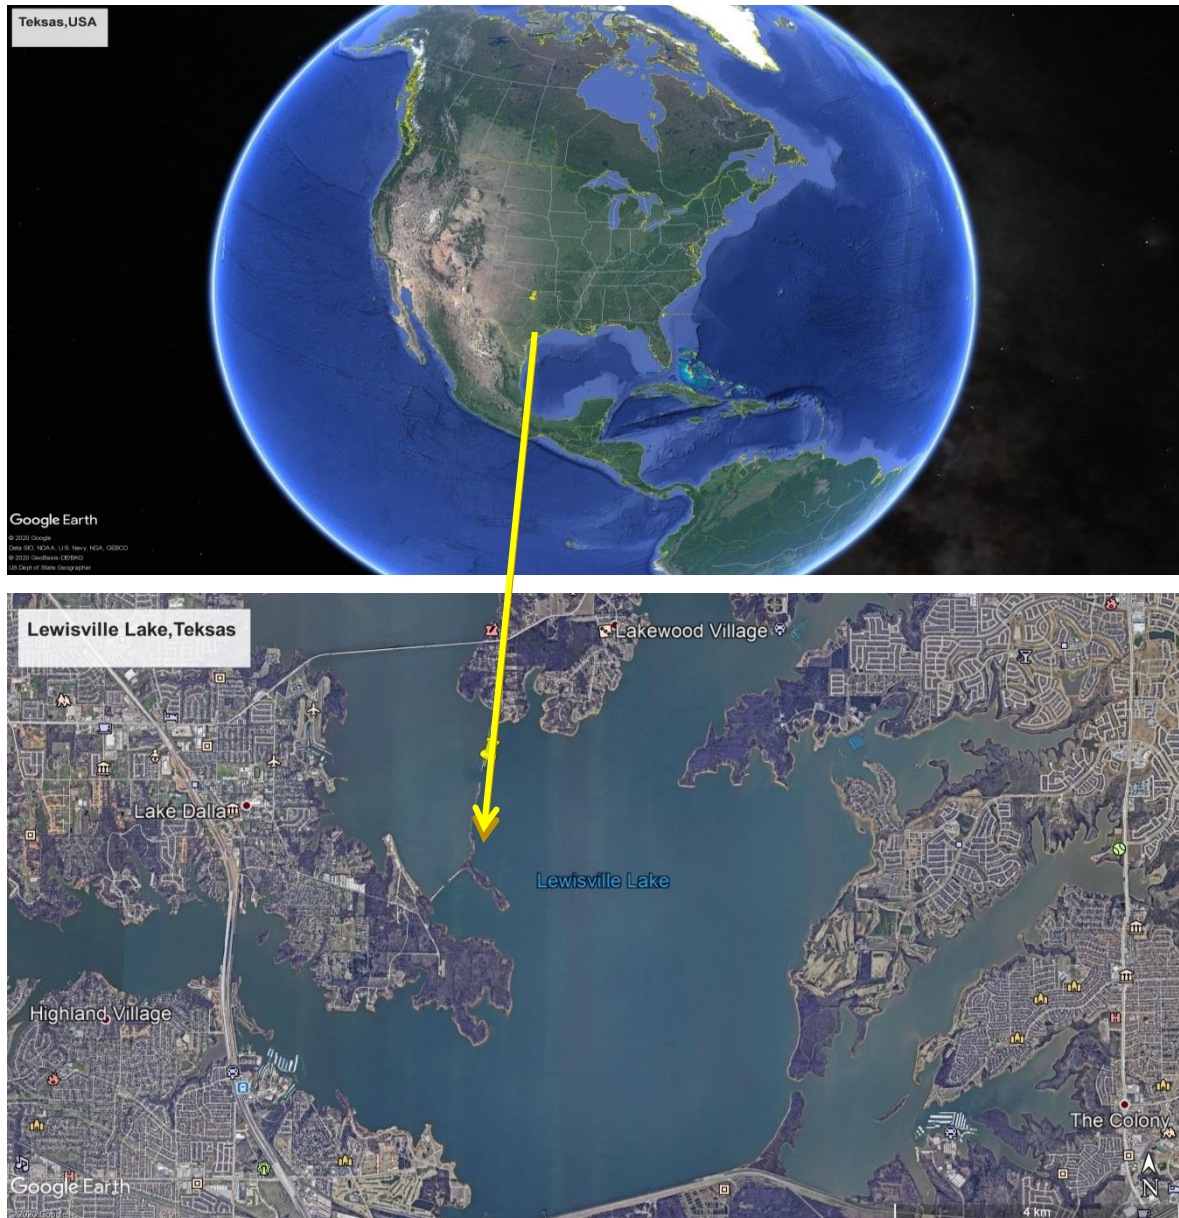 Teksas,USA
Google Earth
© 2020 Google
Data SIO, NOAA, U.S. Navy, NGA, GEBCO
© 2020 GeoBasis-DE/BKG
US Dept of State Geographer
Lewisville Lake,Teksas
Lakewood Village
Lake Dalla
Lewisville Lake
Highland Village
The Colony
N
Google Earth
4 km